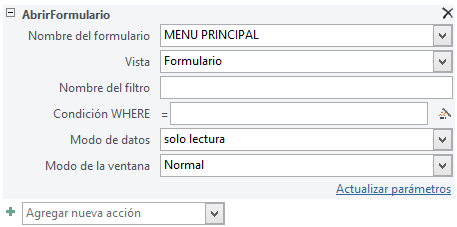 AbrirFormulario
Nombre del formulario MENU PRINCIPAL
Vista Formulario
Nombre del filtro
Condición WHERE =
Modo de datos solo lectura
Modo de la ventana Normal
Actualizar parámetros
Agregar nueva acción